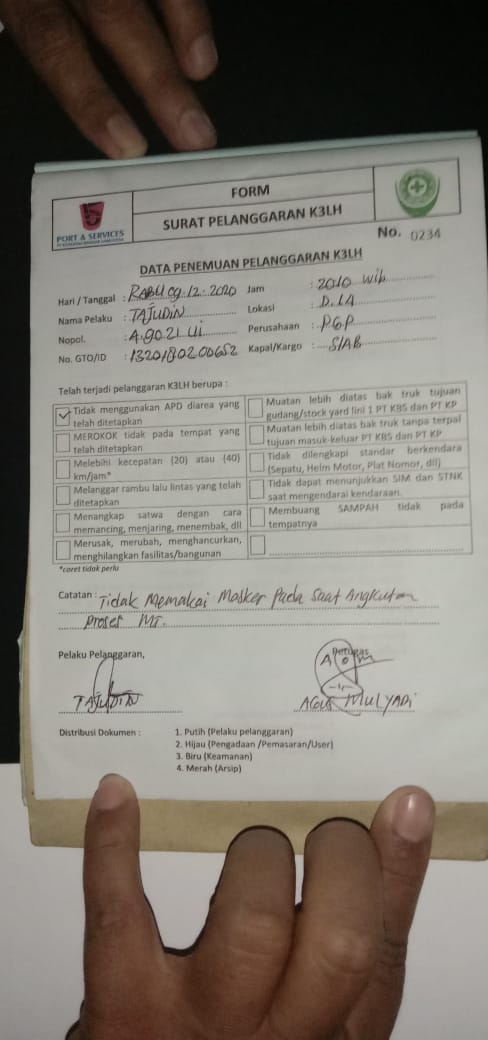 FORM
SURAT PELANGGARAN K3LH
PORT & SERVICES
No. 0234
DATA PENEMUAN PELANGGARAN K3LH
Hari / Tanggal : RABU 09.12.2020 Jam : 2010 Wib
Nama Pelaku : TAJUDIN Lokasi : D.1A
Nopol. : A.9021 Ui Perusahaan : PGP
No. GTO/ID : 1320180200652 Kapal/Kargo : SlAB
Telah terjadi pelanggaran K3LH berupa :
✓ Tidak menggunakan APD diarea yang telah ditetapkan
MEROKOK tidak pada tempat yang telah ditetapkan
Melebihi kecepatan (20) atau (40) km/jam*
Melanggar rambu lalu lintas yang telah ditetapkan
Menangkap satwa dengan cara memancing, menjaring, menembak, dll
Merusak, merubah, menghancurkan, menghilangkan fasilitas/bangunan
Muatan lebih diatas bak truk tujuan gudang/stock yard lini 1 PT KBS dan PT KP
Muatan lebih diatas bak truk tanpa terpal tujuan masuk-keluar PT KBS dan PT KP
Tidak dilengkapi standar berkendara (Sepatu, Helm Motor, Plat Nomor, dll)
Tidak dapat menunjukkan SIM dan STNK saat mengendarai kendaraan.
Membuang SAMPAH tidak pada tempatnya
*coret tidak perlu
Catatan : Tidak Memakai Masker Pada Saat Angkutan
Proses MT.
Pelaku Pelanggaran,
Petugas
TAJUDIN
Agus MULYADI
Distribusi Dokumen : 1. Putih (Pelaku pelanggaran)
2. Hijau (Pengadaan /Pemasaran/User)
3. Biru (Keamanan)
4. Merah (Arsip)